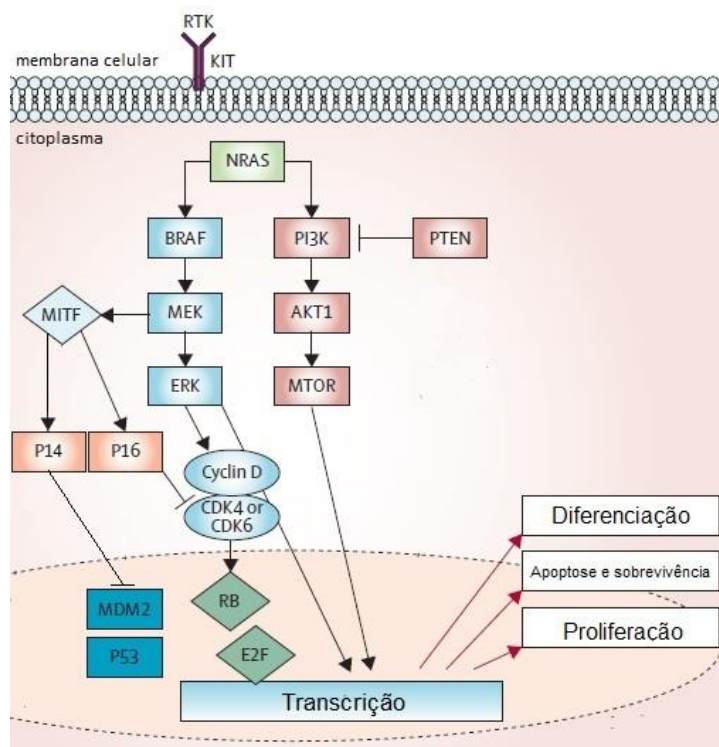 RTK
membrana celular
KIT
citoplasma
NRAS
BRAF
PI3K
PTEN
MITF
MEK
AKT1
ERK
MTOR
P14
P16
Cyclin D
CDK4 or
CDK6
Diferenciação
Apoptose e sobrevivência
Proliferação
MDM2
RB
P53
E2F
Transcrição